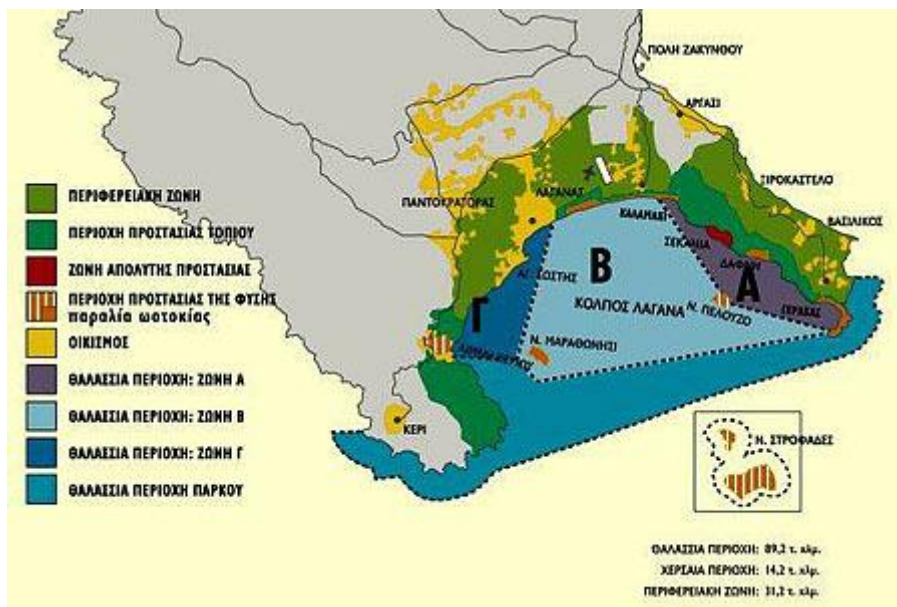 ΠΟΛΗ ΖΑΚΥΝΘΟΥ
ΑΡΓΑΣΙ
ΞΙΡΟΚΑΣΤΕΛΟ
ΒΑΣΙΛΙΚΟΣ
ΠΑΝΤΟΚΡΑΤΟΡΑΣ
ΛΑΓΑΝΑΣ
ΚΑΛΑΜΑΚΙ
ΣΕΚΑΝΙΑ
ΔΑΦΝΗ
ΓΕΡΑΚΑΣ
ΑΓ. ΣΩΣΤΗΣ
Β
Α
Γ
ΚΟΛΠΟΣ ΛΑΓΑΝΑ
Ν. ΠΕΛΟΥΖΟ
Ν. ΜΑΡΑΘΟΝΗΣΙ
ΚΕΡΙ
Ν. ΣΤΡΟΦΑΔΕΣ
ΠΕΡΙΦΕΡΕΙΑΚΗ ΖΩΝΗ
ΠΕΡΙΟΧΗ ΠΡΟΣΤΑΣΙΑΣ ΤΟΠΙΟΥ
ΖΩΝΗ ΑΠΟΛΥΤΗΣ ΠΡΟΣΤΑΣΙΑΣ
ΠΕΡΙΟΧΗ ΠΡΟΣΤΑΣΙΑΣ ΤΗΣ ΦΥΣΗΣ
παραλία ωοτοκίας
ΟΙΚΙΣΜΟΣ
ΘΑΛΑΣΣΙΑ ΠΕΡΙΟΧΗ: ΖΩΝΗ Α
ΘΑΛΑΣΣΙΑ ΠΕΡΙΟΧΗ: ΖΩΝΗ Β
ΘΑΛΑΣΣΙΑ ΠΕΡΙΟΧΗ: ΖΩΝΗ Γ
ΘΑΛΑΣΣΙΑ ΠΕΡΙΟΧΗ ΠΑΡΚΟΥ
ΘΑΛΑΣΣΙΑ ΠΕΡΙΟΧΗ: 89,2 τ. χλμ.
ΧΕΡΣΑΙΑ ΠΕΡΙΟΧΗ: 14,2 τ. χλμ.
ΠΕΡΙΦΕΡΕΙΑΚΗ ΖΩΝΗ: 31,2 τ. χλμ.